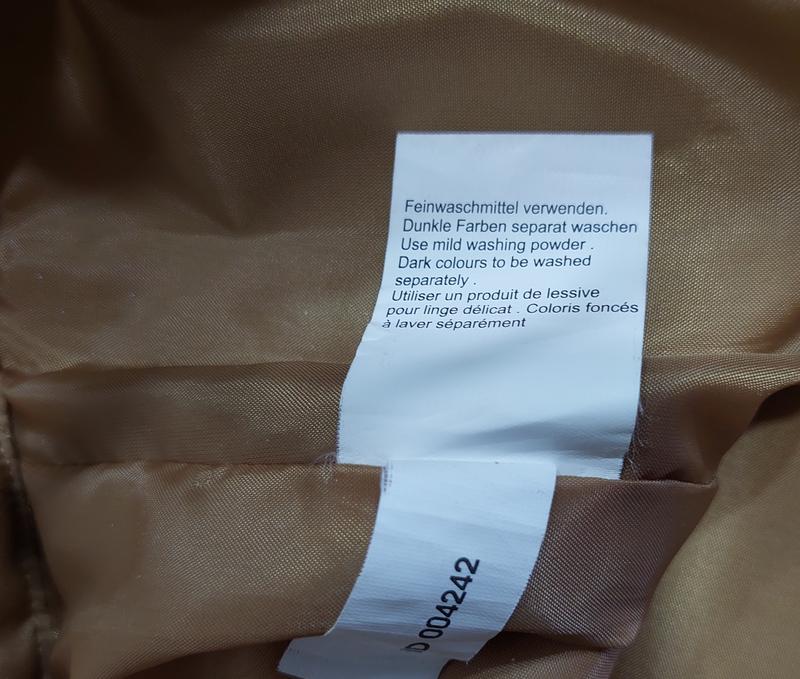 Feinwaschmittel verwenden.
Dunkle Farben separat waschen
Use mild washing powder .
Dark colours to be washed
separately .
Utiliser un produit de lessive
pour linge délicat . Coloris foncés
à laver séparément
D 004242